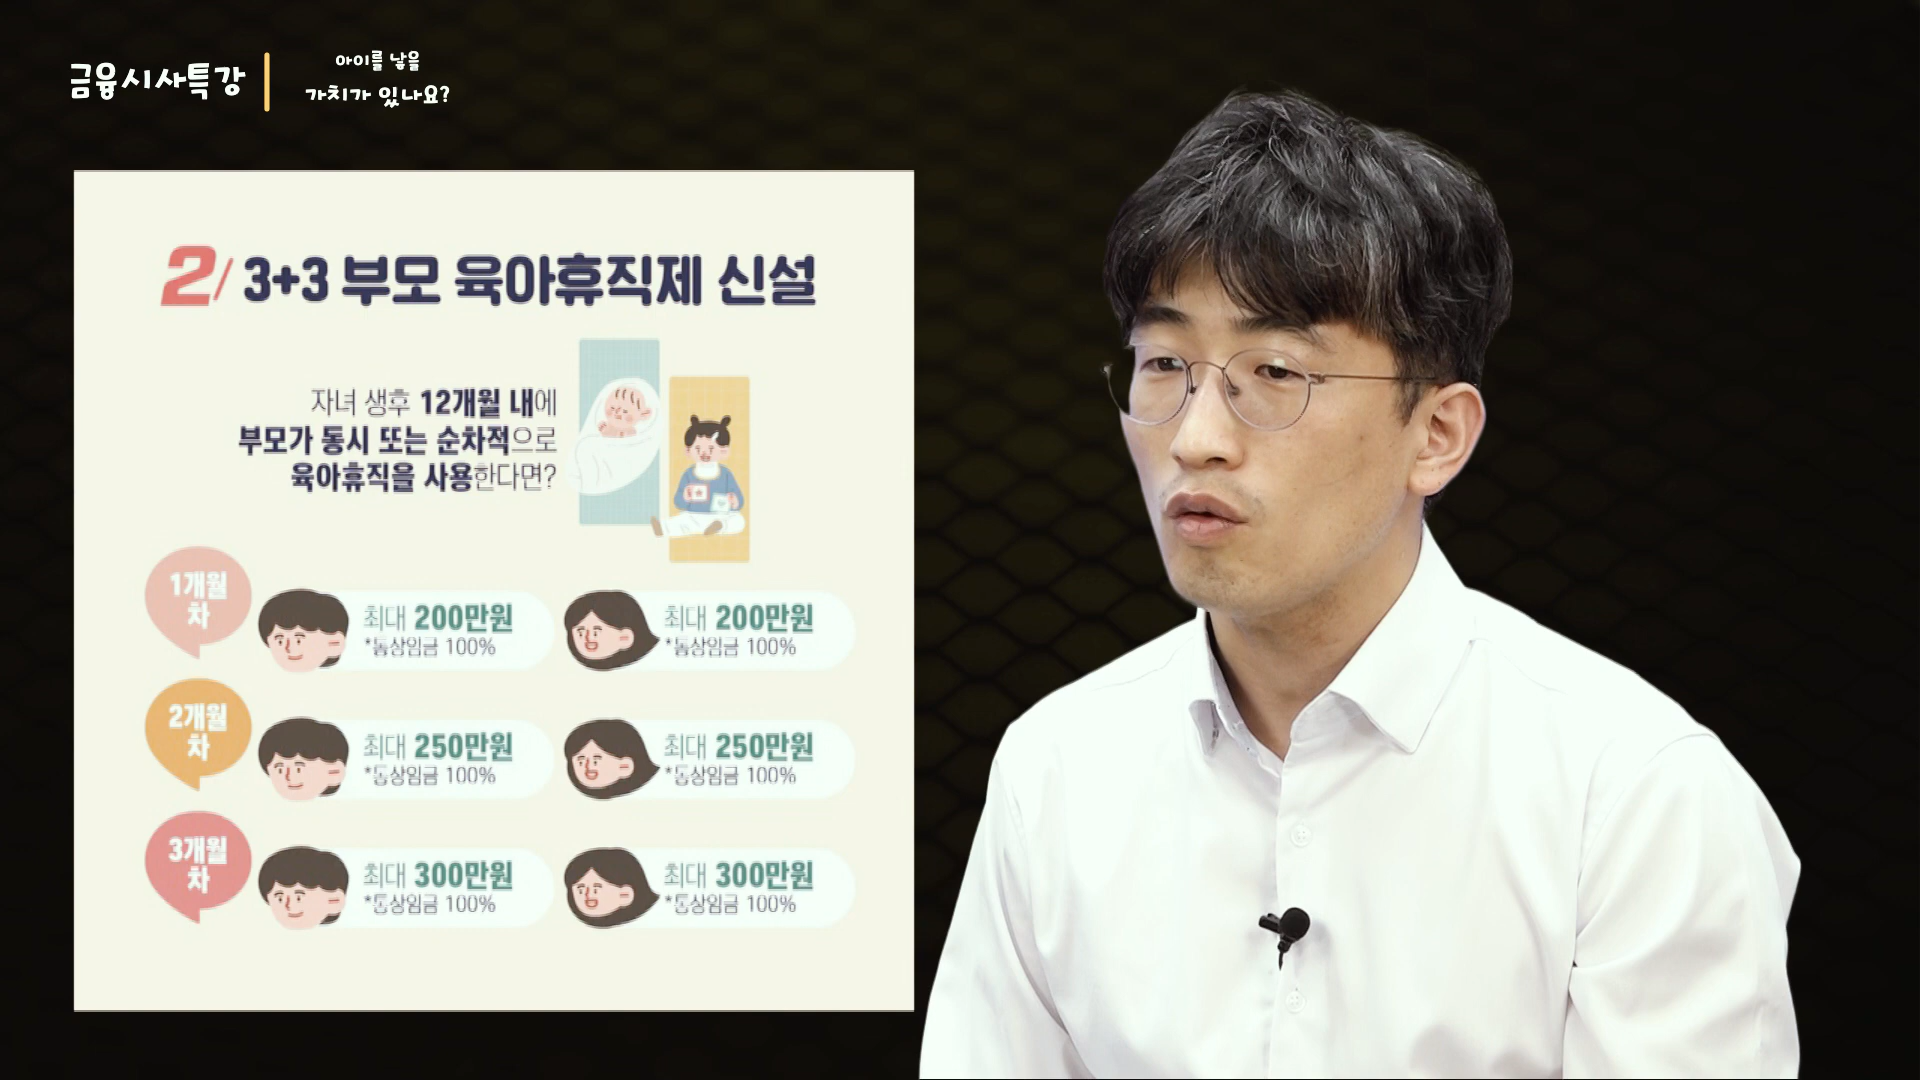 금융시사특강
아이를 낳을
가치가 있나요?
2/ 3+3 부모 육아휴직제 신설
자녀 생후 12개월 내에
부모가 동시 또는 순차적으로
육아휴직을 사용한다면?
1개월
차
최대 200만원
*통상임금 100%
최대 200만원
*통상임금 100%
2개월
차
최대 250만원
*통상임금 100%
최대 250만원
*통상임금 100%
3개월
차
최대 300만원
*통상임금 100%
최대 300만원
*통상임금 100%